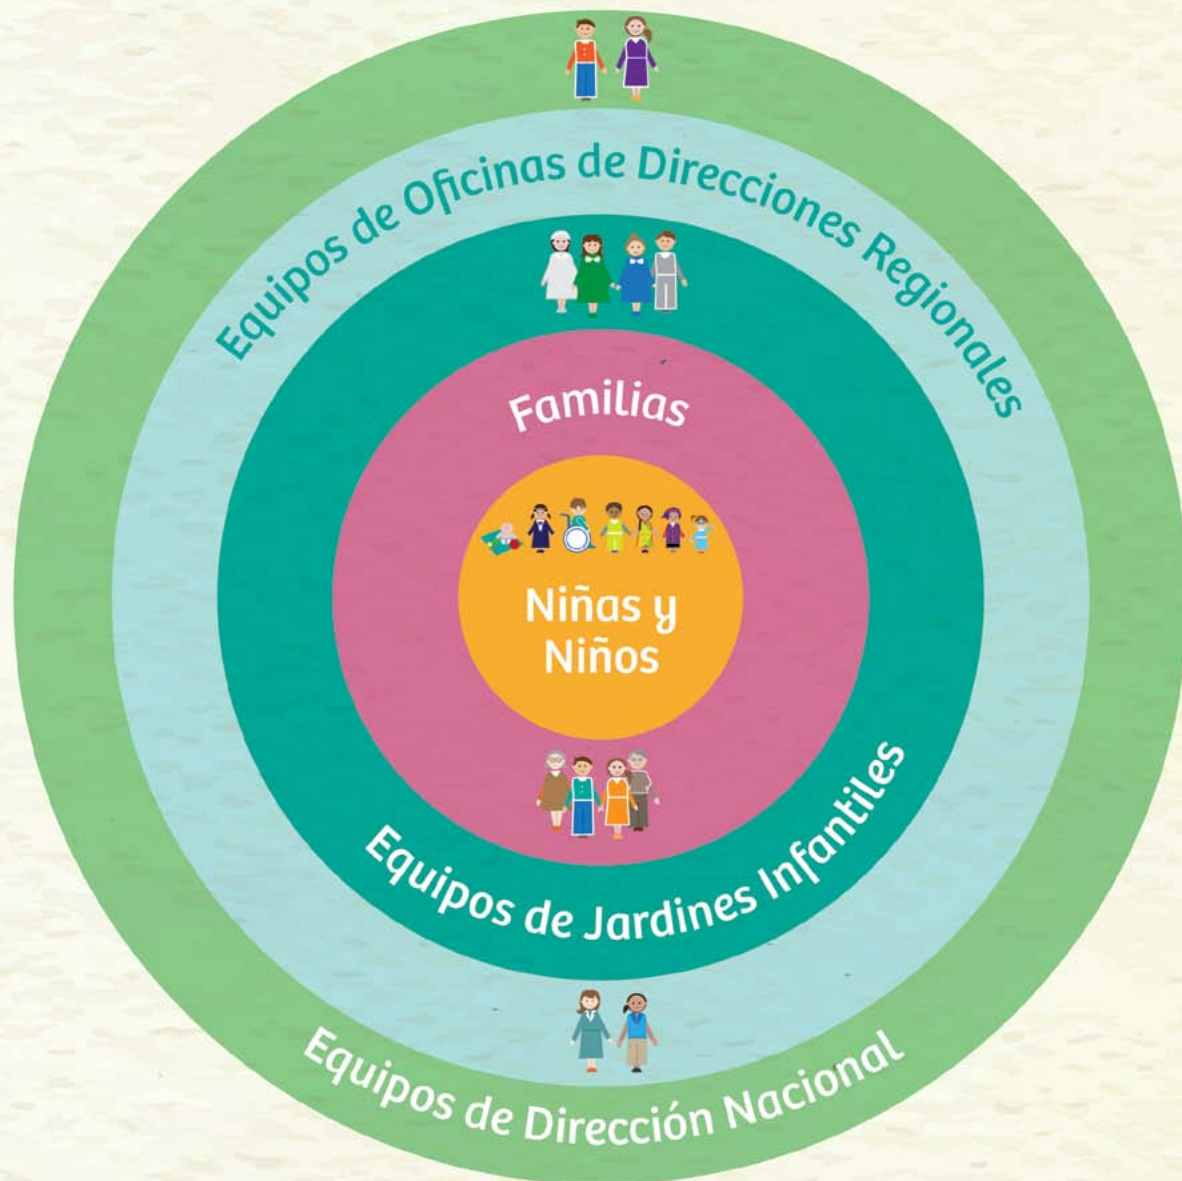 Equipos de Oficinas de Direcciones Regionales
Familias
Niñas y
Niños
Equipos de Jardines Infantiles
Equipos de Dirección Nacional